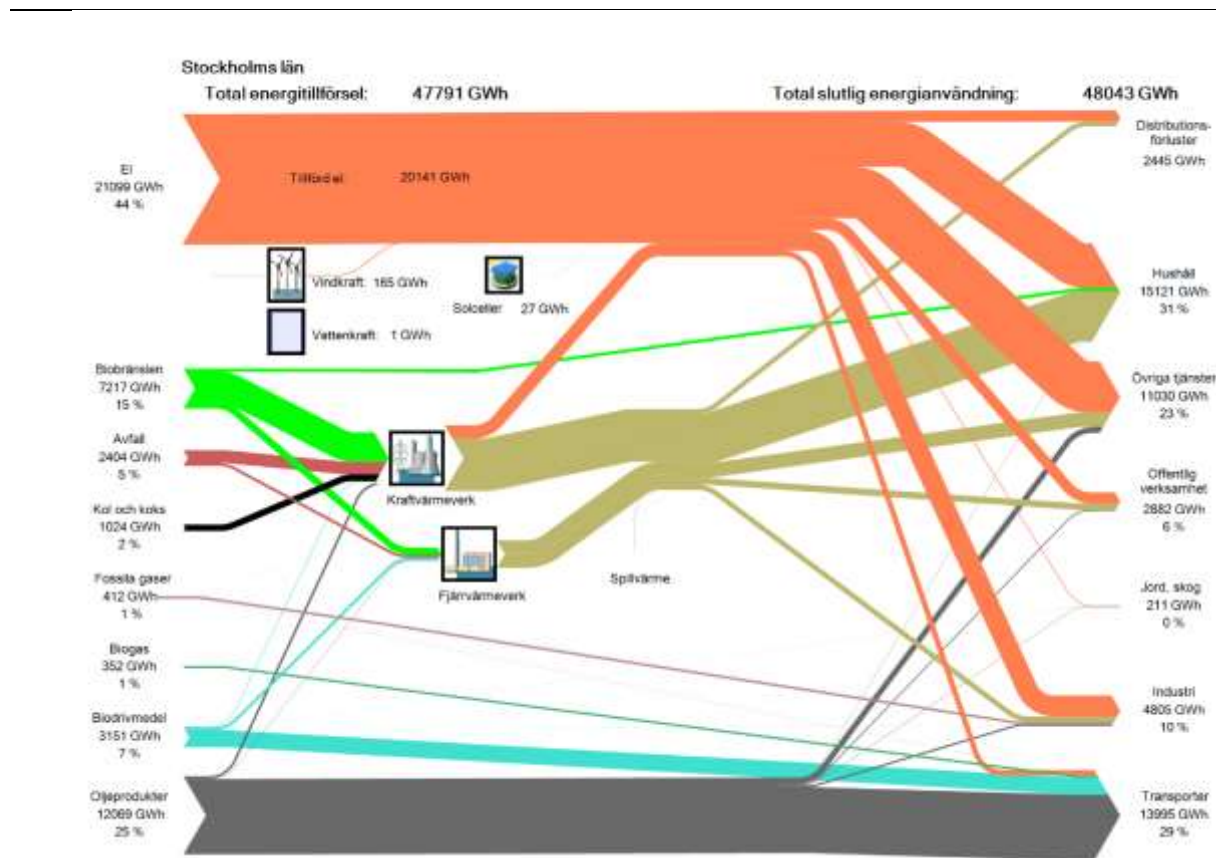 Stockholms län
Total energitillförsel: 47791 GWh
Total slutlig energianvändning: 48043 GWh
El
21099 GWh
44 %
Tillförd el: 20141 GWh
Vindkraft: 165 GWh
Solceller 27 GWh
Vattenkraft: 1 GWh
Biobränslen
7217 GWh
15 %
Avfall
2404 GWh
5 %
Kol och koks
1024 GWh
2 %
Fossila gaser
412 GWh
1 %
Biogas
352 GWh
1 %
Biodrivmedel
3151 GWh
7 %
Oljeprodukter
12069 GWh
25 %
Kraftvärmeverk
Fjärrvärmeverk
Spillvärme
Distributions-
förluster
2445 GWh
Hushåll
15121 GWh
31 %
Övriga tjänster
11030 GWh
23 %
Offentlig
verksamhet
2882 GWh
6 %
Jord, skog
211 GWh
0 %
Industri
4805 GWh
10 %
Transporter
13995 GWh
29 %